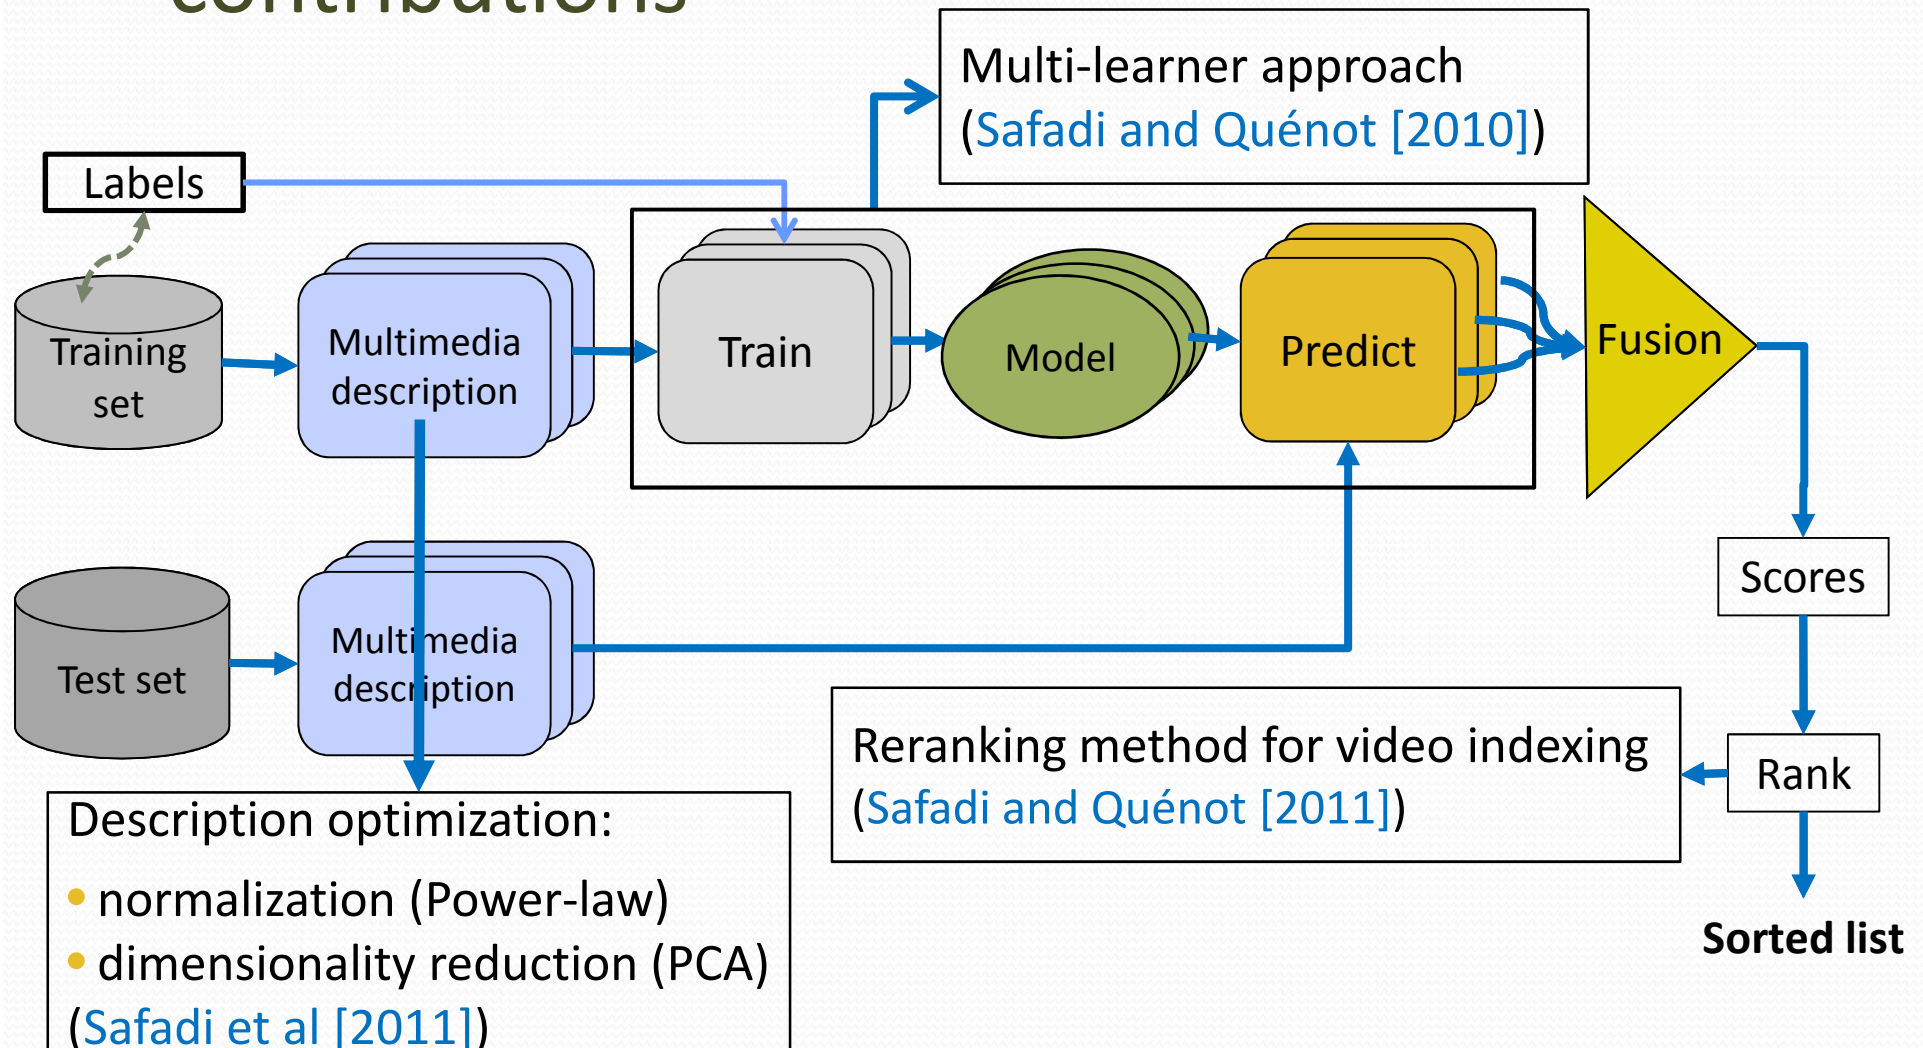 contributions
Multi-learner approach
(Safadi and Quénot [2010])
Labels
Training
set
Multimedia
description
Train
Model
Predict
Fusion
Test set
Multimedia
description
Scores
Rank
Sorted list
Reranking method for video indexing
(Safadi and Quénot [2011])
Description optimization:
• normalization (Power-law)
• dimensionality reduction (PCA)
(Safadi et al [2011])